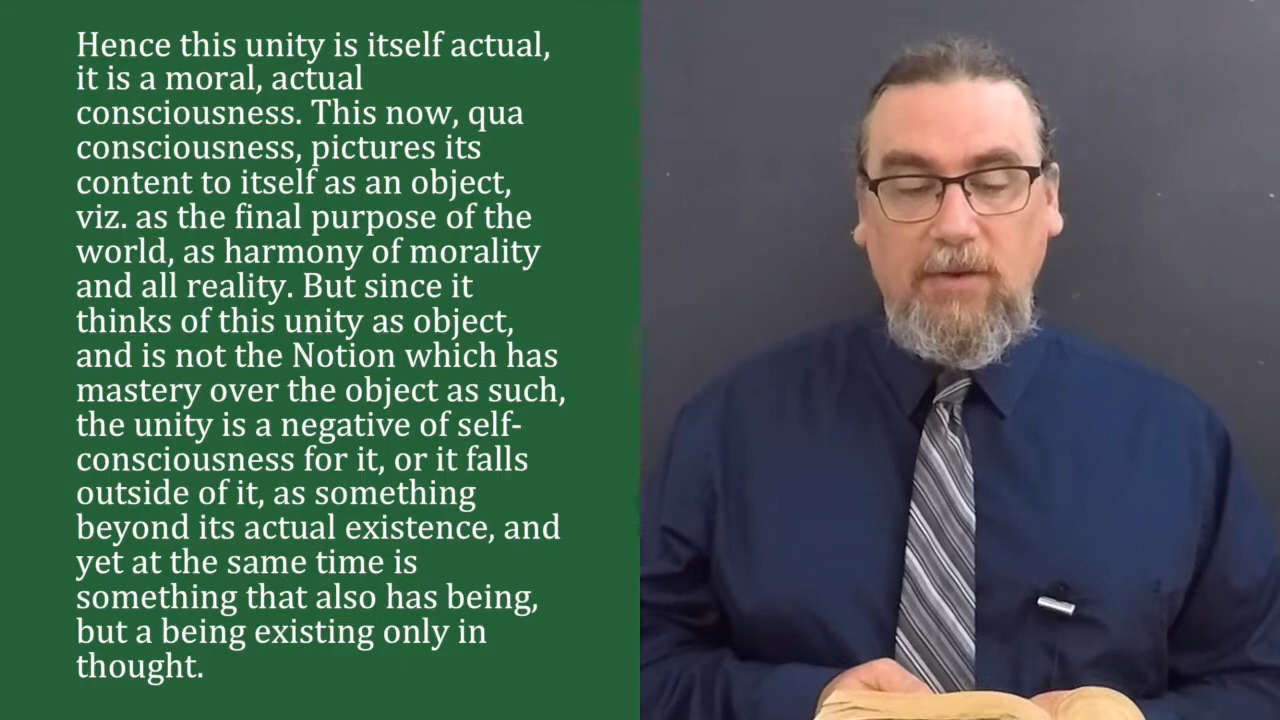 Hence this unity is itself actual,
it is a moral, actual
consciousness. This now, qua
consciousness, pictures its
content to itself as an object,
viz. as the final purpose of the
world, as harmony of morality
and all reality. But since it
thinks of this unity as object,
and is not the Notion which has
mastery over the object as such,
the unity is a negative of self-
consciousness for it, or it falls
outside of it, as something
beyond its actual existence, and
yet at the same time is
something that also has being,
but a being existing only in
thought.